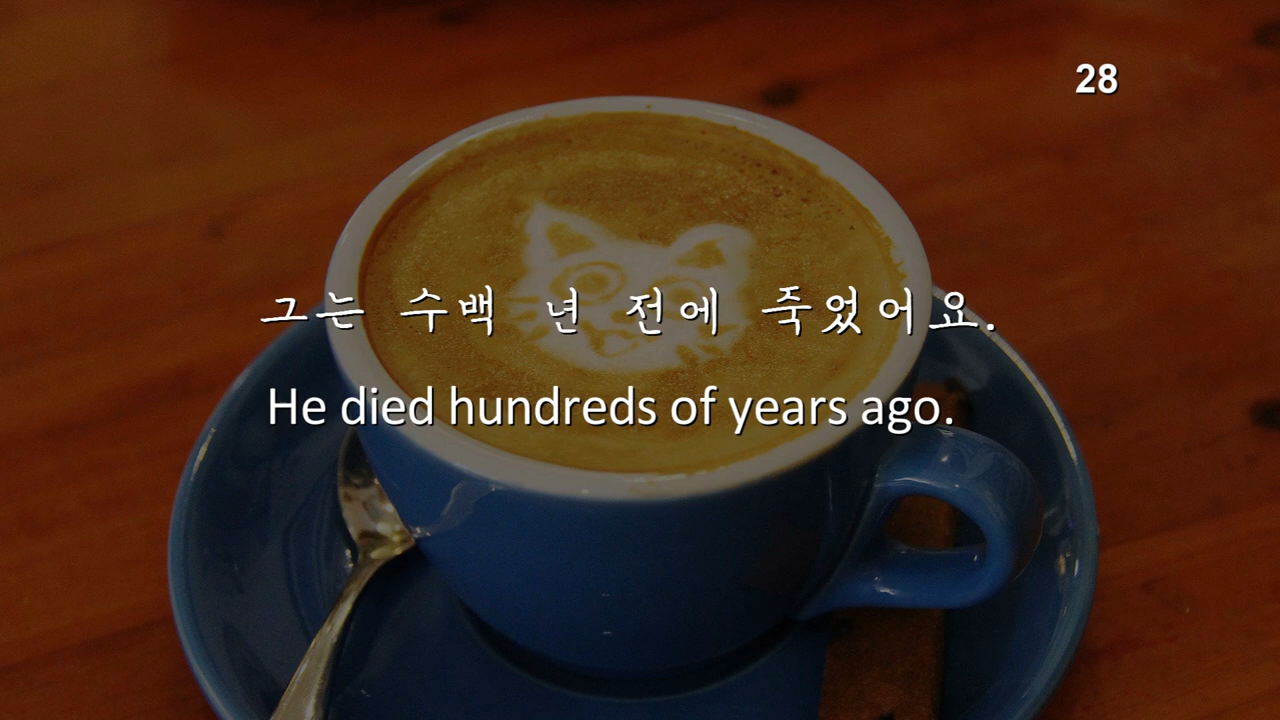 28
그는 수백 년 전에 죽었어요.
He died hundreds of years ago.